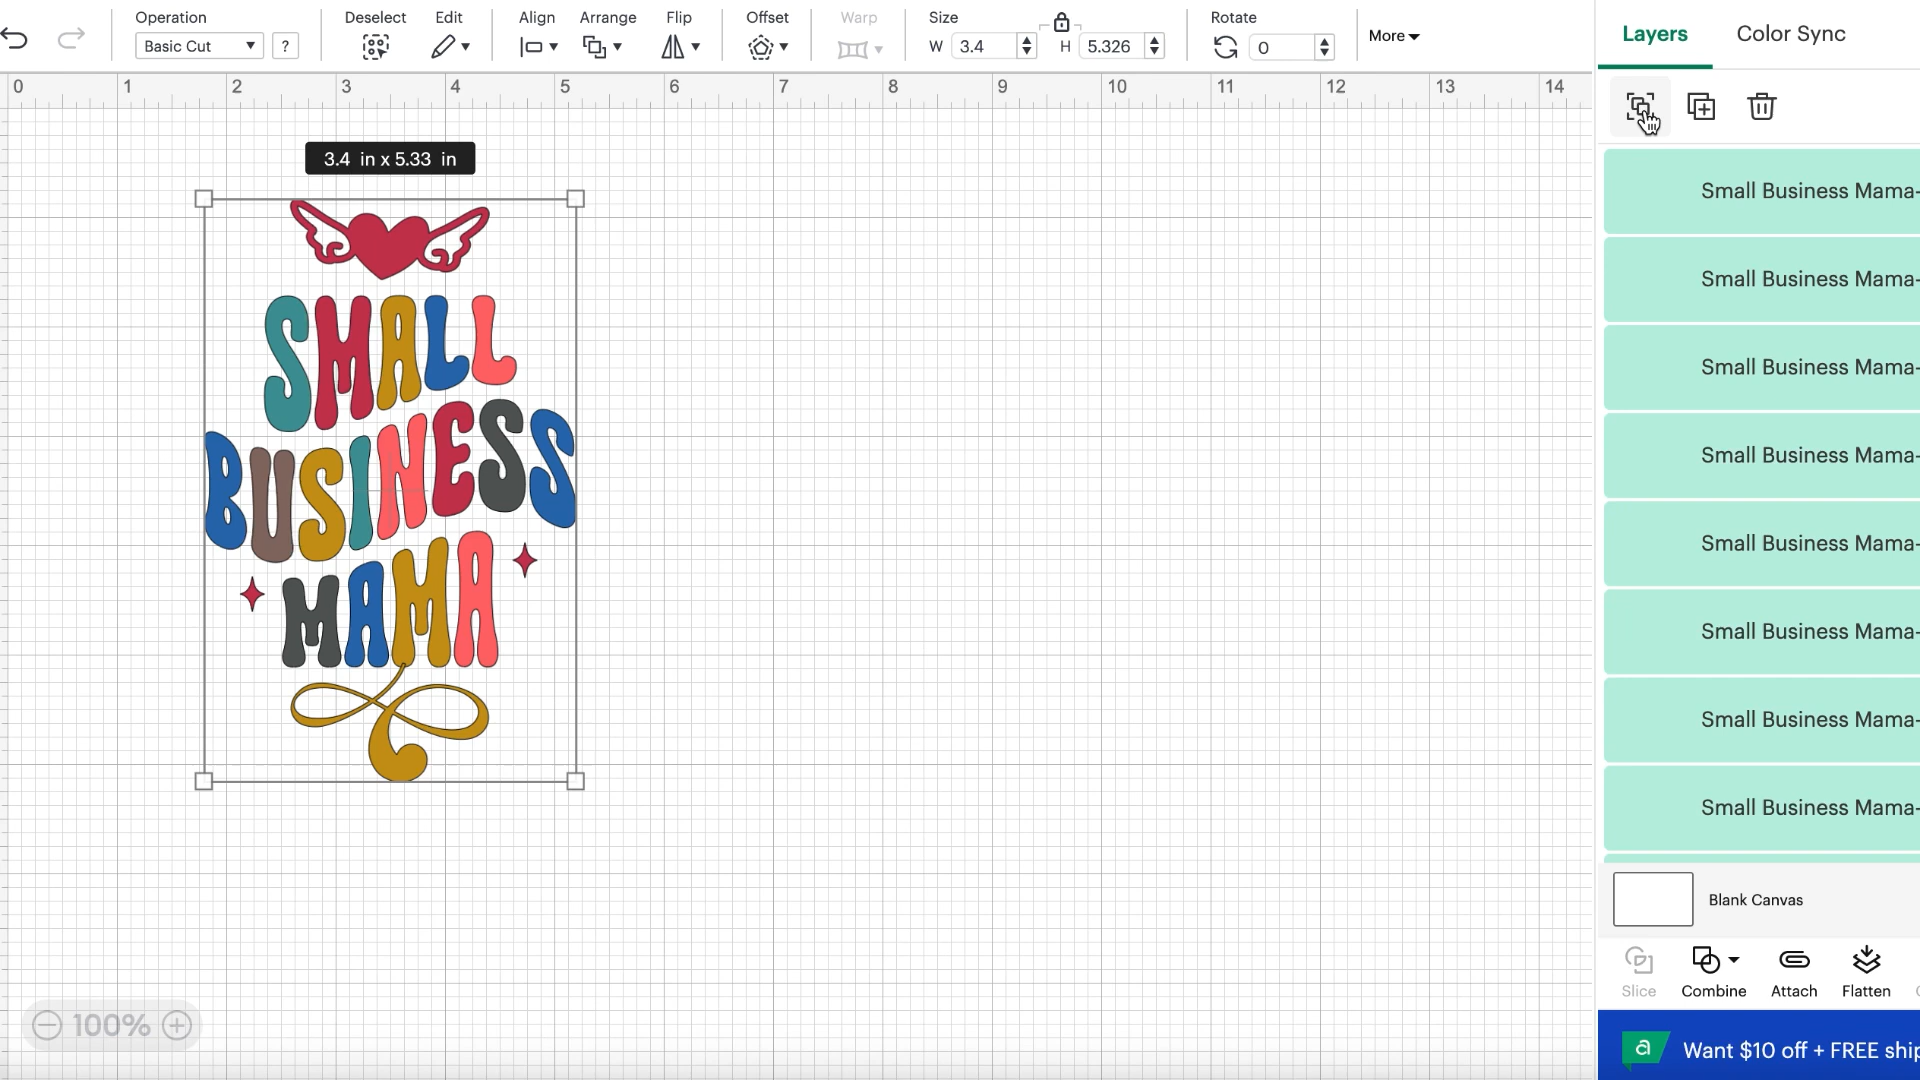 Operation Deselect Edit Align Arrange Flip Offset Warp Size Rotate
Basic Cut ? W 3.4 H 5.326 0 More
0 1 2 3 4 5 6 7 8 9 10 11 12 13 14
3.4 in x 5.33 in
SMALL
BUSINESS
MAMA
100%
Layers Color Sync
Small Business Mama-
Small Business Mama-
Small Business Mama-
Small Business Mama-
Small Business Mama-
Small Business Mama-
Small Business Mama-
Small Business Mama-
Blank Canvas
Slice Combine Attach Flatten
a Want $10 off + FREE ship